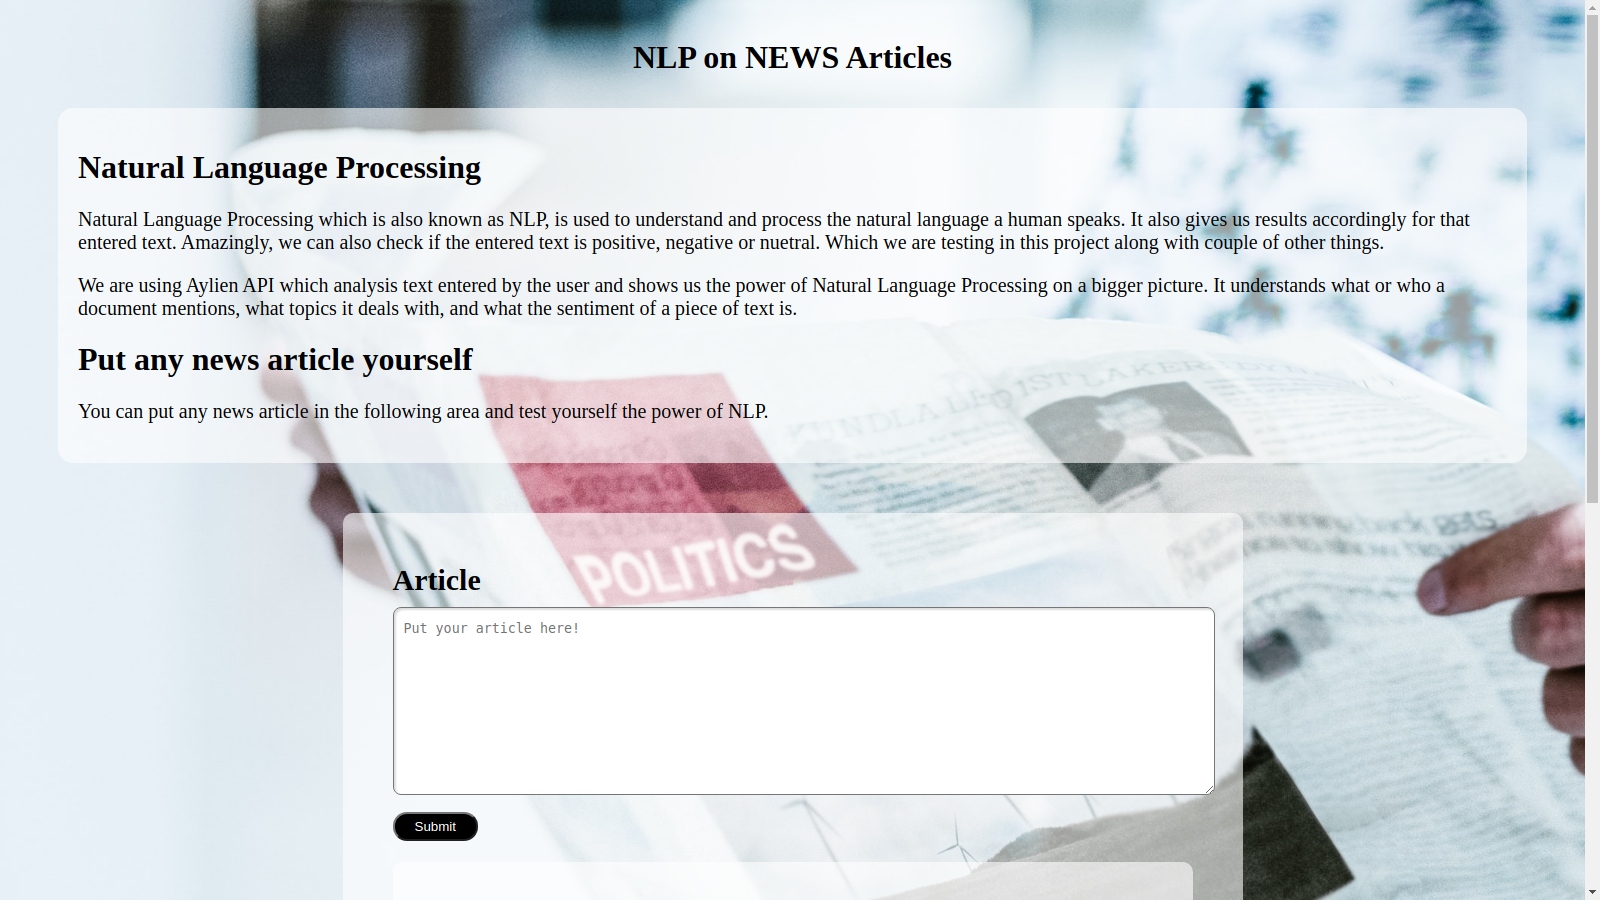 NLP on NEWS Articles
Natural Language Processing
Natural Language Processing which is also known as NLP, is used to understand and process the natural language a human speaks. It also gives us results accordingly for that
entered text. Amazingly, we can also check if the entered text is positive, negative or nuetral. Which we are testing in this project along with couple of other things.
We are using Aylien API which analysis text entered by the user and shows us the power of Natural Language Processing on a bigger picture. It understands what or who a
document mentions, what topics it deals with, and what the sentiment of a piece of text is.
Put any news article yourself
You can put any news article in the following area and test yourself the power of NLP.
POLITICS
Article
Put your article here!
Submit